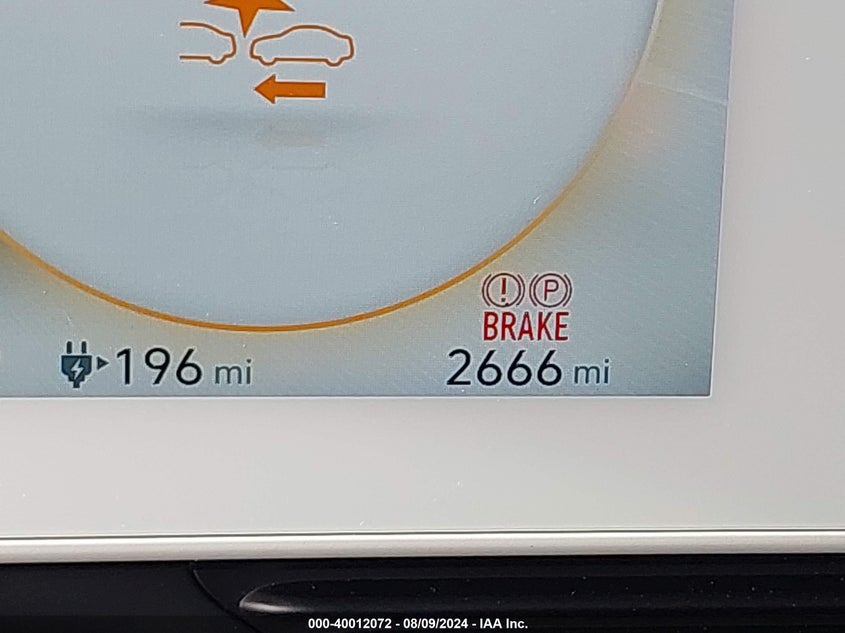 P
BRAKE
196 mi
2666 mi
000-40012072 - 08/09/2024 - IAA Inc.